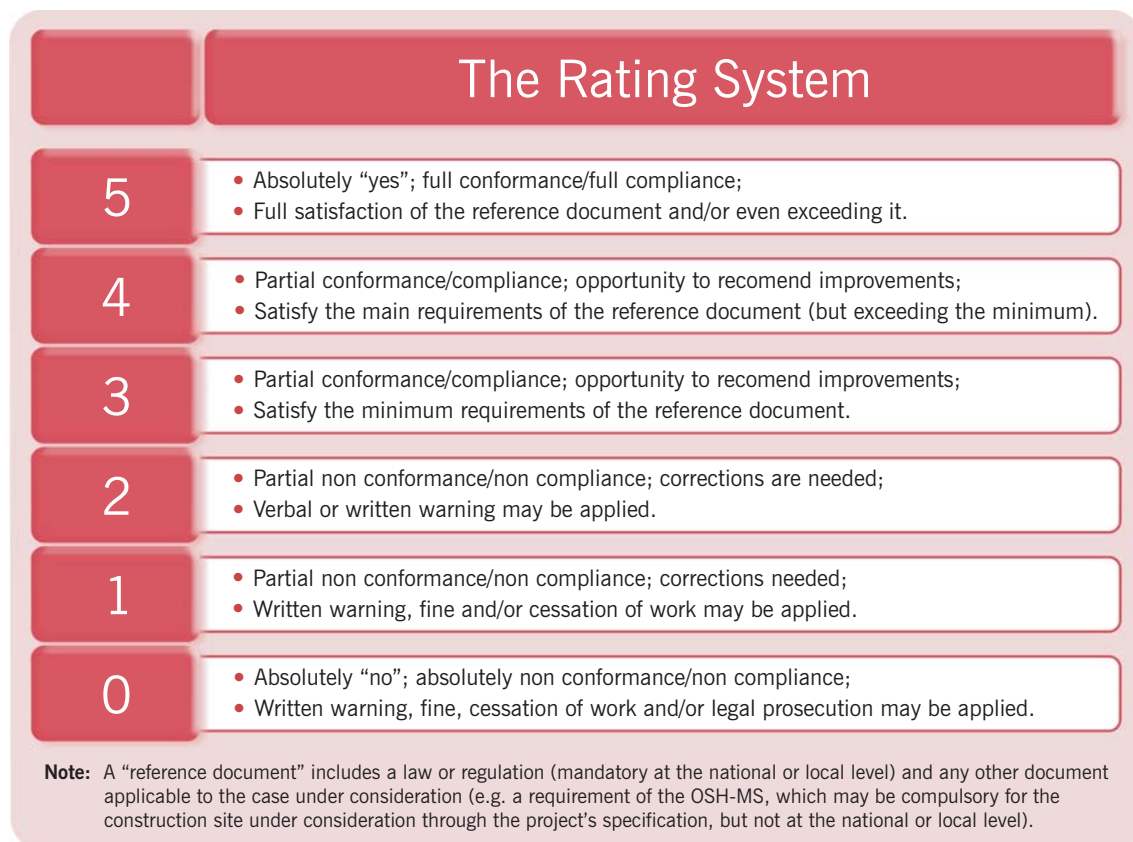 The Rating System
5
• Absolutely “yes”; full conformance/full compliance;
• Full satisfaction of the reference document and/or even exceeding it.
4
• Partial conformance/compliance; opportunity to recomend improvements;
• Satisfy the main requirements of the reference document (but exceeding the minimum).
3
• Partial conformance/compliance; opportunity to recomend improvements;
• Satisfy the minimum requirements of the reference document.
2
• Partial non conformance/non compliance; corrections are needed;
• Verbal or written warning may be applied.
1
• Partial non conformance/non compliance; corrections needed;
• Written warning, fine and/or cessation of work may be applied.
0
• Absolutely “no”; absolutely non conformance/non compliance;
• Written warning, fine, cessation of work and/or legal prosecution may be applied.
Note: A “reference document” includes a law or regulation (mandatory at the national or local level) and any other document
applicable to the case under consideration (e.g. a requirement of the OSH-MS, which may be compulsory for the
construction site under consideration through the project’s specification, but not at the national or local level).